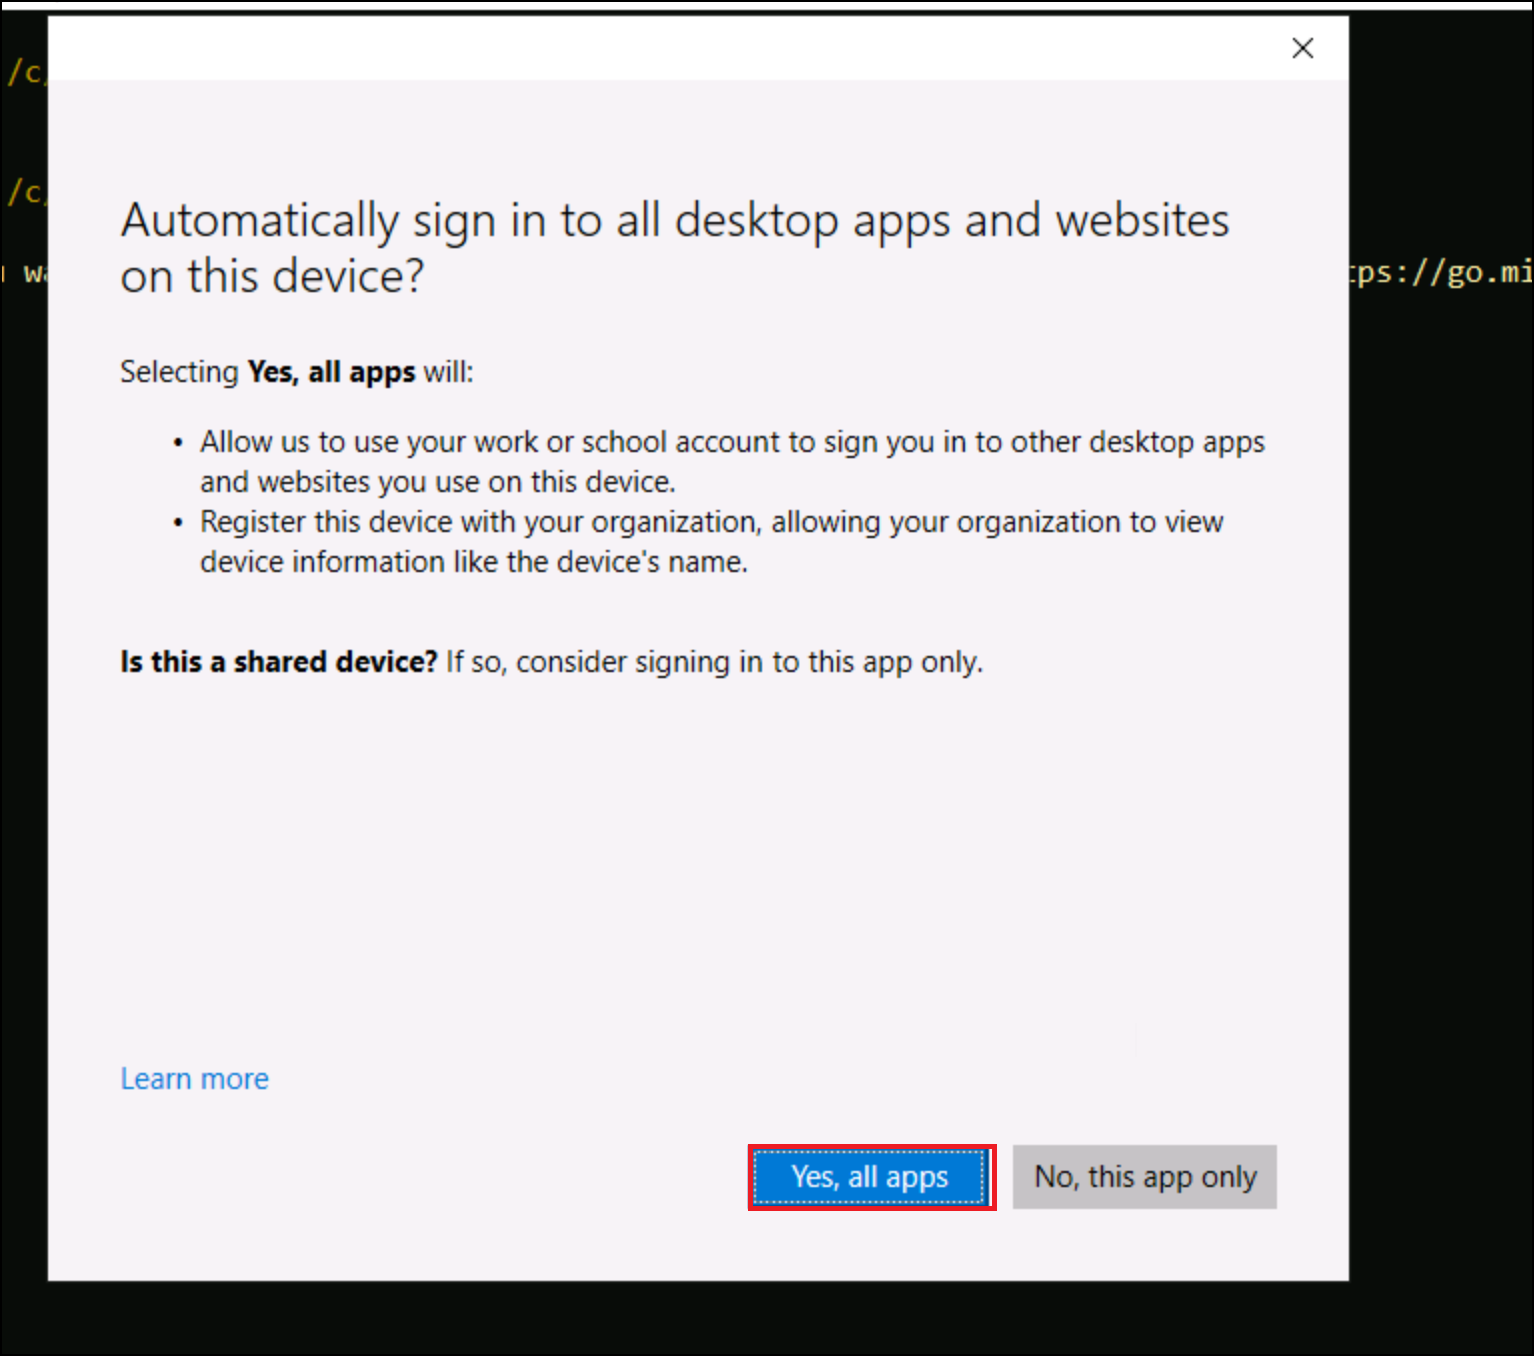 /c
/c
Automatically sign in to all desktop apps and websites
on this device?
tps://go.mi
Selecting Yes, all apps will:
• Allow us to use your work or school account to sign you in to other desktop apps
and websites you use on this device.
• Register this device with your organization, allowing your organization to view
device information like the device's name.
Is this a shared device? If so, consider signing in to this app only.
Learn more
Yes, all apps
No, this app only